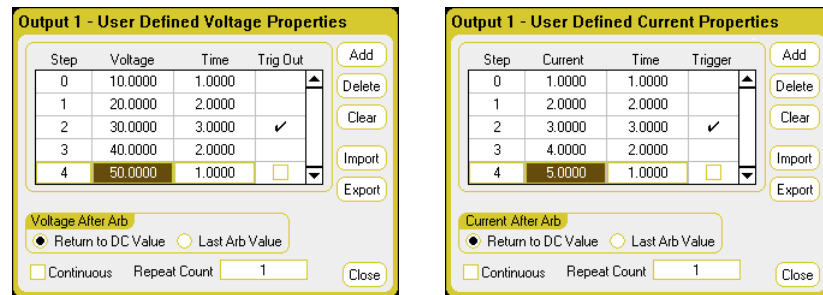 Output 1 - User Defined Voltage Properties
Step Voltage Time Trig Out
0 10.0000 1.0000
1 20.0000 2.0000
2 30.0000 3.0000 ✓
3 40.0000 2.0000
4 50.0000 1.0000
Add
Delete
Clear
Import
Export
Voltage After Arb
Return to DC Value Last Arb Value
Continuous Repeat Count 1
Close
Output 1 - User Defined Current Properties
Step Current Time Trigger
0 1.0000 1.0000
1 2.0000 2.0000
2 3.0000 3.0000 ✓
3 4.0000 2.0000
4 5.0000 1.0000
Add
Delete
Clear
Import
Export
Current After Arb
Return to DC Value Last Arb Value
Continuous Repeat Count 1
Close